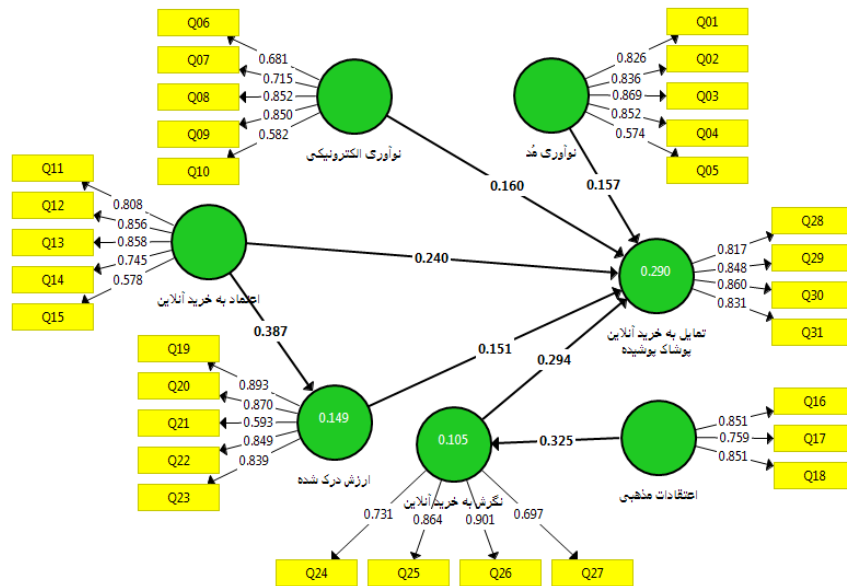 Q06
Q07
Q08
Q09
Q10
0.681
0.715
0.852
0.850
0.582
نوآوری الکترونیکی
Q01
Q02
Q03
Q04
Q05
0.826
0.836
0.869
0.852
0.574
نوآوری مُد
0.160
0.157
Q11
Q12
Q13
Q14
Q15
0.808
0.856
0.858
0.745
0.578
اعتماد به خرید آنلاین
0.240
0.387
0.290
تمایل به خرید آنلاین
پوشاک پوشیده
0.817
0.848
0.860
0.831
Q28
Q29
Q30
Q31
0.151
0.294
Q19
Q20
Q21
Q22
Q23
0.893
0.870
0.593
0.849
0.839
0.149
ارزش درک شده
0.105
نگرش به خرید آنلاین
0.325
اعتقادات مذهبی
0.851
0.759
0.851
Q16
Q17
Q18
0.731
0.864
0.901
0.697
Q24
Q25
Q26
Q27